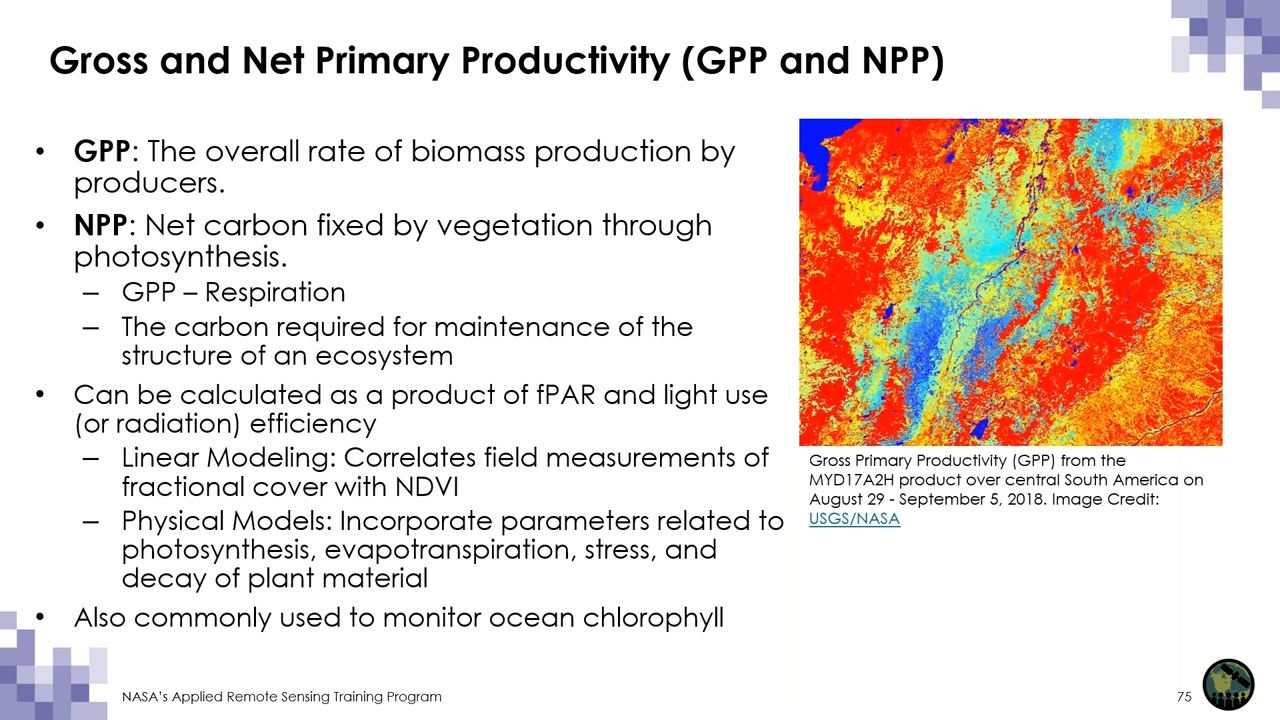 Gross and Net Primary Productivity (GPP and NPP)
• GPP: The overall rate of biomass production by
producers.
• NPP: Net carbon fixed by vegetation through
photosynthesis.
– GPP – Respiration
– The carbon required for maintenance of the
structure of an ecosystem
• Can be calculated as a product of fPAR and light use
(or radiation) efficiency
– Linear Modeling: Correlates field measurements of
fractional cover with NDVI
– Physical Models: Incorporate parameters related to
photosynthesis, evapotranspiration, stress, and
decay of plant material
• Also commonly used to monitor ocean chlorophyll
Gross Primary Productivity (GPP) from the
MYD17A2H product over central South America on
August 29 - September 5, 2018. Image Credit:
USGS/NASA
NASA's Applied Remote Sensing Training Program
75